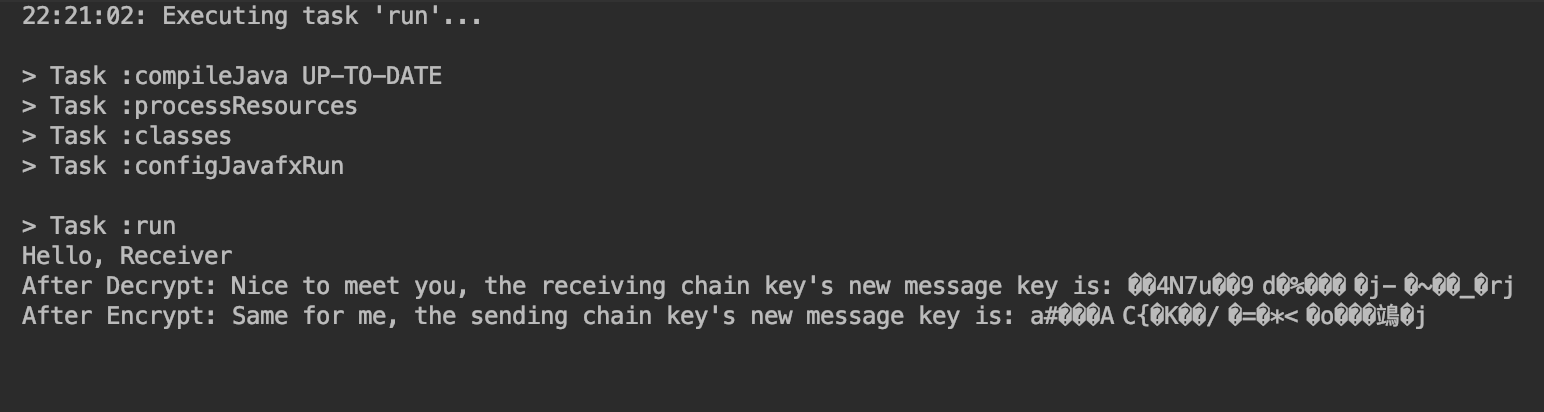 22:21:02: Executing task 'run'...
> Task :compileJava UP-TO-DATE
> Task :processResources
> Task :classes
> Task :configJavafxRun
> Task :run
Hello, Receiver
After Decrypt: Nice to meet you, the receiving chain key's new message key is: ��4N7u��9 d�%��� �j- �~��_�rj
After Encrypt: Same for me, the sending chain key's new message key is: a#���A C{�K��/ �=�*< �o���鴗�j